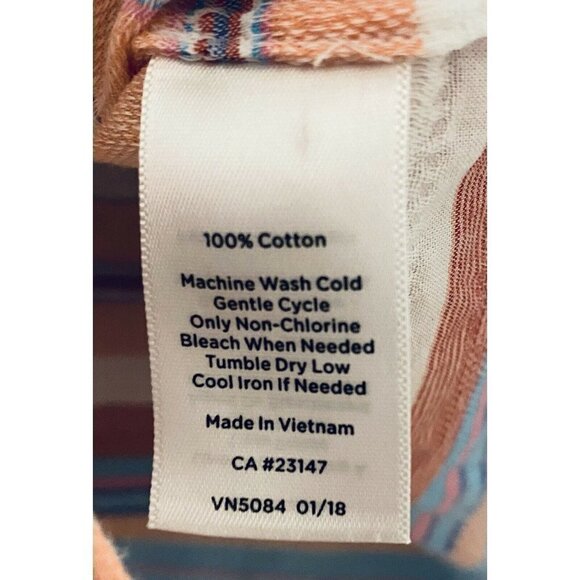 100% Cotton
Machine Wash Cold
Gentle Cycle
Only Non-Chlorine
Bleach When Needed
Tumble Dry Low
Cool Iron If Needed
Made In Vietnam
CA #23147
VN5084 01/18